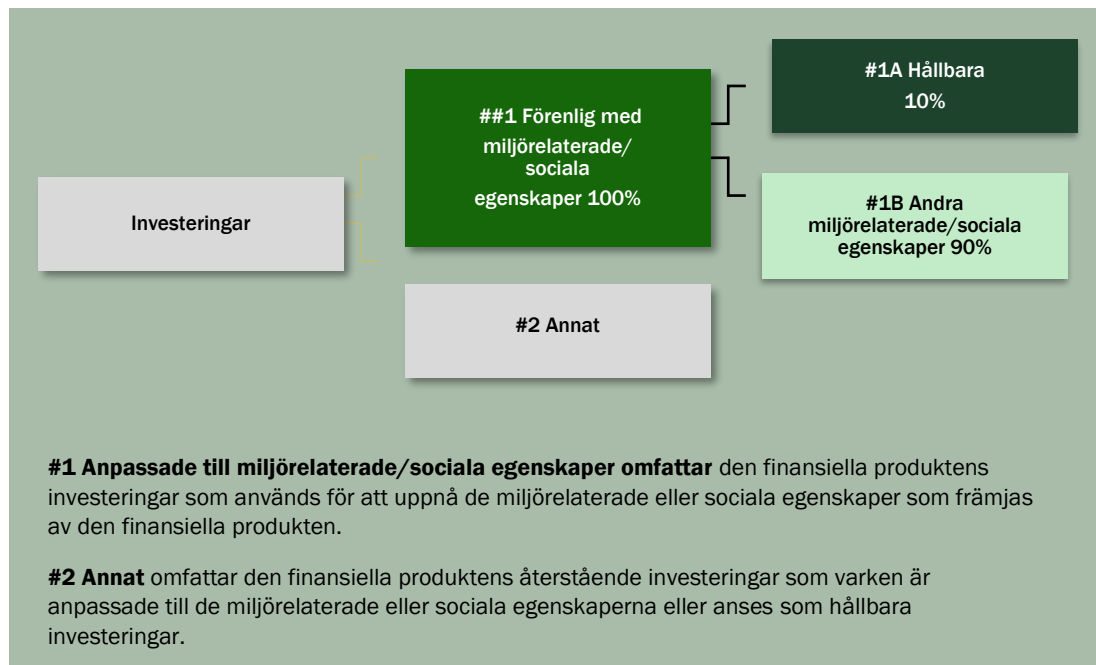 Investeringar
##1 Förenlig med
miljörelaterade/
sociala
egenskaper 100%
#2 Annat
#1A Hållbara
10%
#1B Andra
miljörelaterade/sociala
egenskaper 90%
#1 Anpassade till miljörelaterade/sociala egenskaper omfattar den finansiella produktens
investeringar som används för att uppnå de miljörelaterade eller sociala egenskaper som främjas
av den finansiella produkten.
#2 Annat omfattar den finansiella produktens återstående investeringar som varken är
anpassade till de miljörelaterade eller sociala egenskaperna eller anses som hållbara
investeringar.